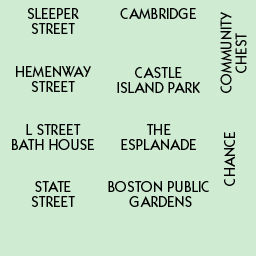 SLEEPER
STREET
CAMBRIDGE
COMMUNITY
CHEST
HEMENWAY
STREET
CASTLE
ISLAND PARK
L STREET
BATH HOUSE
THE
ESPLANADE
CHANCE
STATE
STREET
BOSTON PUBLIC
GARDENS